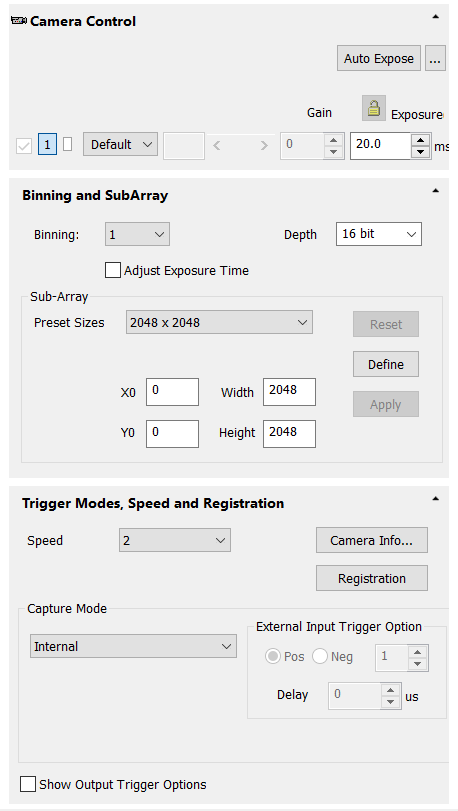 Camera Control
Auto Expose ...
Gain Exposure
1 Default < > 0 20.0 ms
Binning and SubArray
Binning: 1 Depth 16 bit
Adjust Exposure Time
Sub-Array
Preset Sizes 2048 x 2048 Reset
Define
X0 0 Width 2048
Apply
Y0 0 Height 2048
Trigger Modes, Speed and Registration
Speed 2 Camera Info...
Registration
Capture Mode
External Input Trigger Option
Internal
Pos Neg 1
Delay 0 us
Show Output Trigger Options